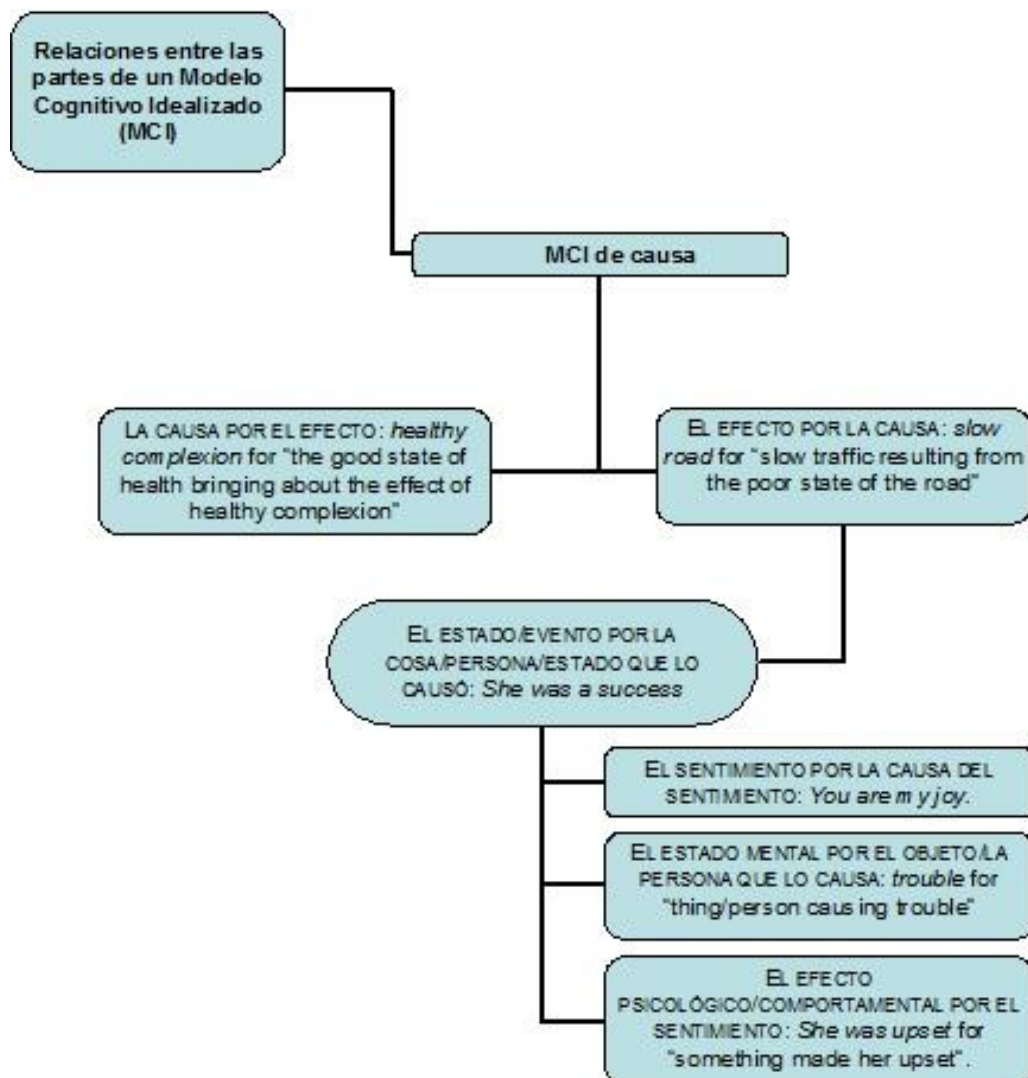 Relaciones entre las
partes de un Modelo
Cognitivo Idealizado
(MCI)
MCI de causa
LA CAUSA POR EL EFECTO: healthy
complexion for "the good state of
health bringing about the effect of
healthy complexion"
EL EFECTO POR LA CAUSA: slow
road for "slow traffic resulting from
the poor state of the road"
EL ESTADO/EVENTO POR LA
COSA/PERSONA/ESTADO QUE LO
CAUSÓ: She was a success
EL SENTIMIENTO POR LA CAUSA DEL
SENTIMIENTO: You are my joy.
EL ESTADO MENTAL POR EL OBJETO/LA
PERSONA QUE LO CAUSA: trouble for
"thing/person causing trouble"
EL EFECTO
PSICOLÓGICO/COMPORTAMENTAL POR EL
SENTIMIENTO: She was upset for
"something made her upset".